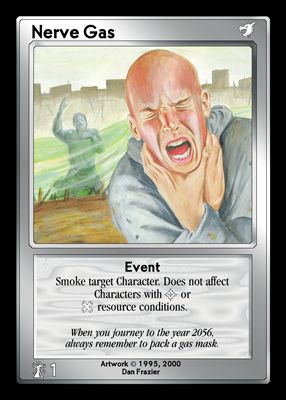 Nerve Gas
Event
Smoke target Character. Does not affect
Characters with or
resource conditions.
When you journey to the year 2056,
always remember to pack a gas mask.
1
Artwork © 1995, 2000
Dan Frazier